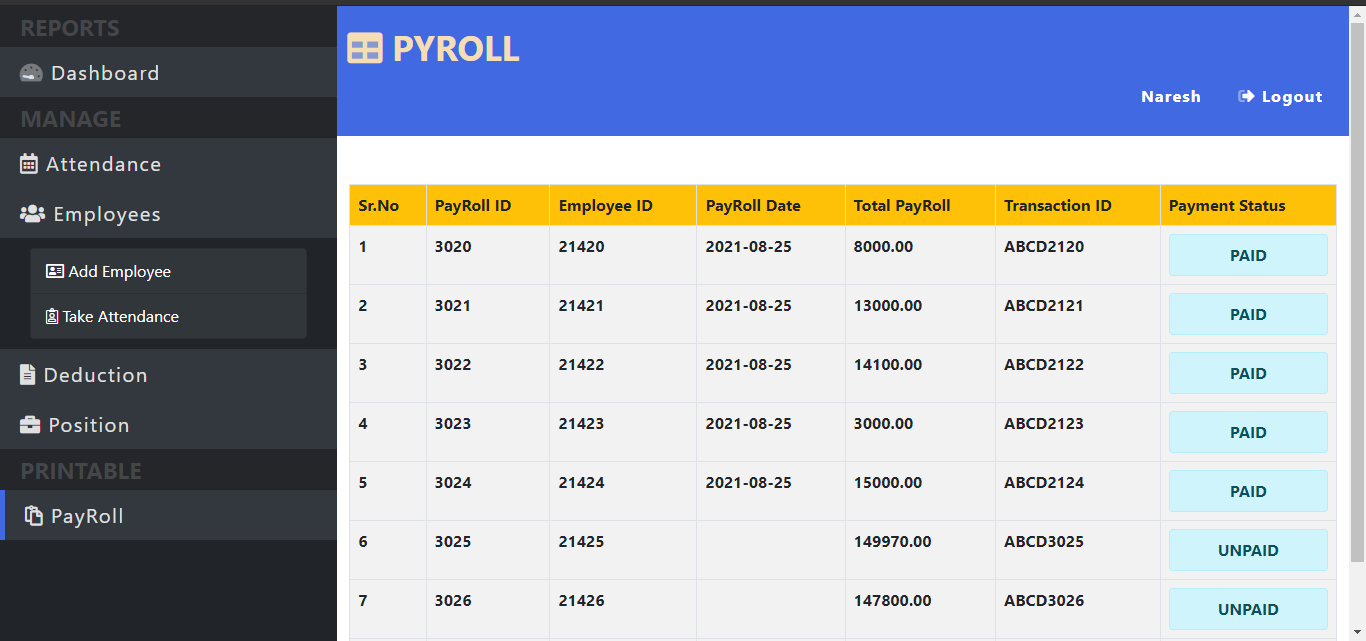 REPORTS
Dashboard
MANAGE
Attendance
Employees
Add Employee
Take Attendance
Deduction
Position
PRINTABLE
PayRoll
PYROLL
Naresh Logout
Sr.No PayRoll ID Employee ID PayRoll Date Total PayRoll Transaction ID Payment Status
1 3020 21420 2021-08-25 8000.00 ABCD2120 PAID
2 3021 21421 2021-08-25 13000.00 ABCD2121 PAID
3 3022 21422 2021-08-25 14100.00 ABCD2122 PAID
4 3023 21423 2021-08-25 3000.00 ABCD2123 PAID
5 3024 21424 2021-08-25 15000.00 ABCD2124 PAID
6 3025 21425 149970.00 ABCD3025 UNPAID
7 3026 21426 147800.00 ABCD3026 UNPAID